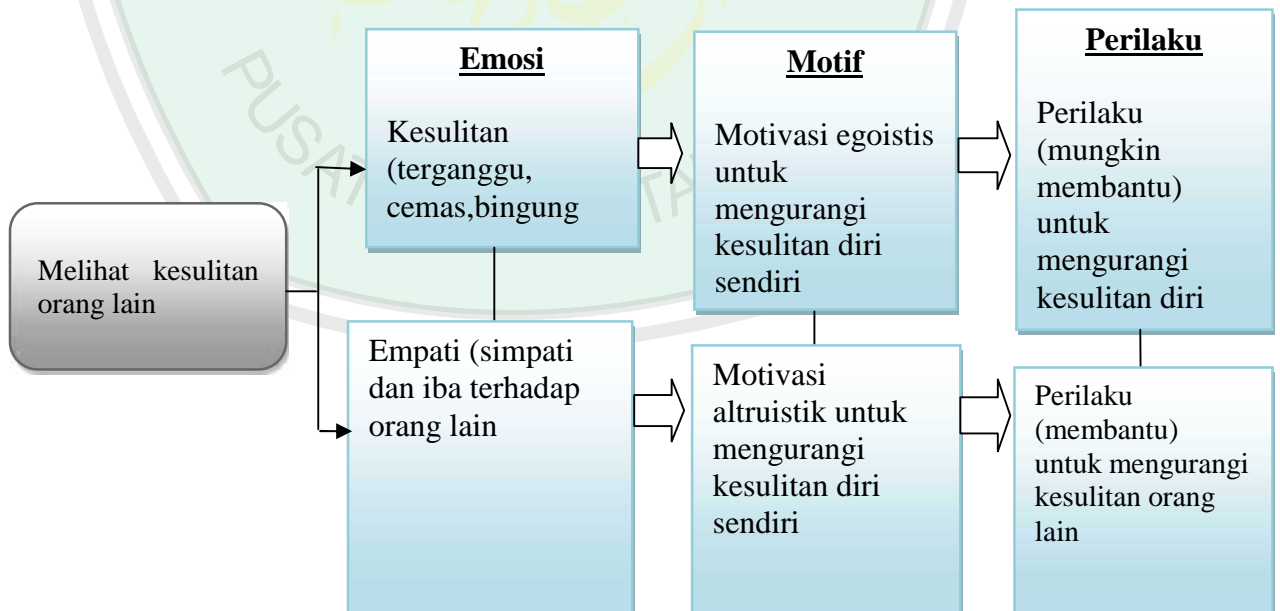 Melihat kesulitan
orang lain
Emosi
Kesulitan
(terganggu,
cemas,bingung
Motif
Motivasi egoistis
untuk
mengurangi
kesulitan diri
sendiri
Perilaku
Perilaku
(mungkin
membantu)
untuk
mengurangi
kesulitan diri
Empati (simpati
dan iba terhadap
orang lain
Motivasi
altruistik untuk
mengurangi
kesulitan diri
sendiri
Perilaku
(membantu)
untuk mengurangi
kesulitan orang
lain